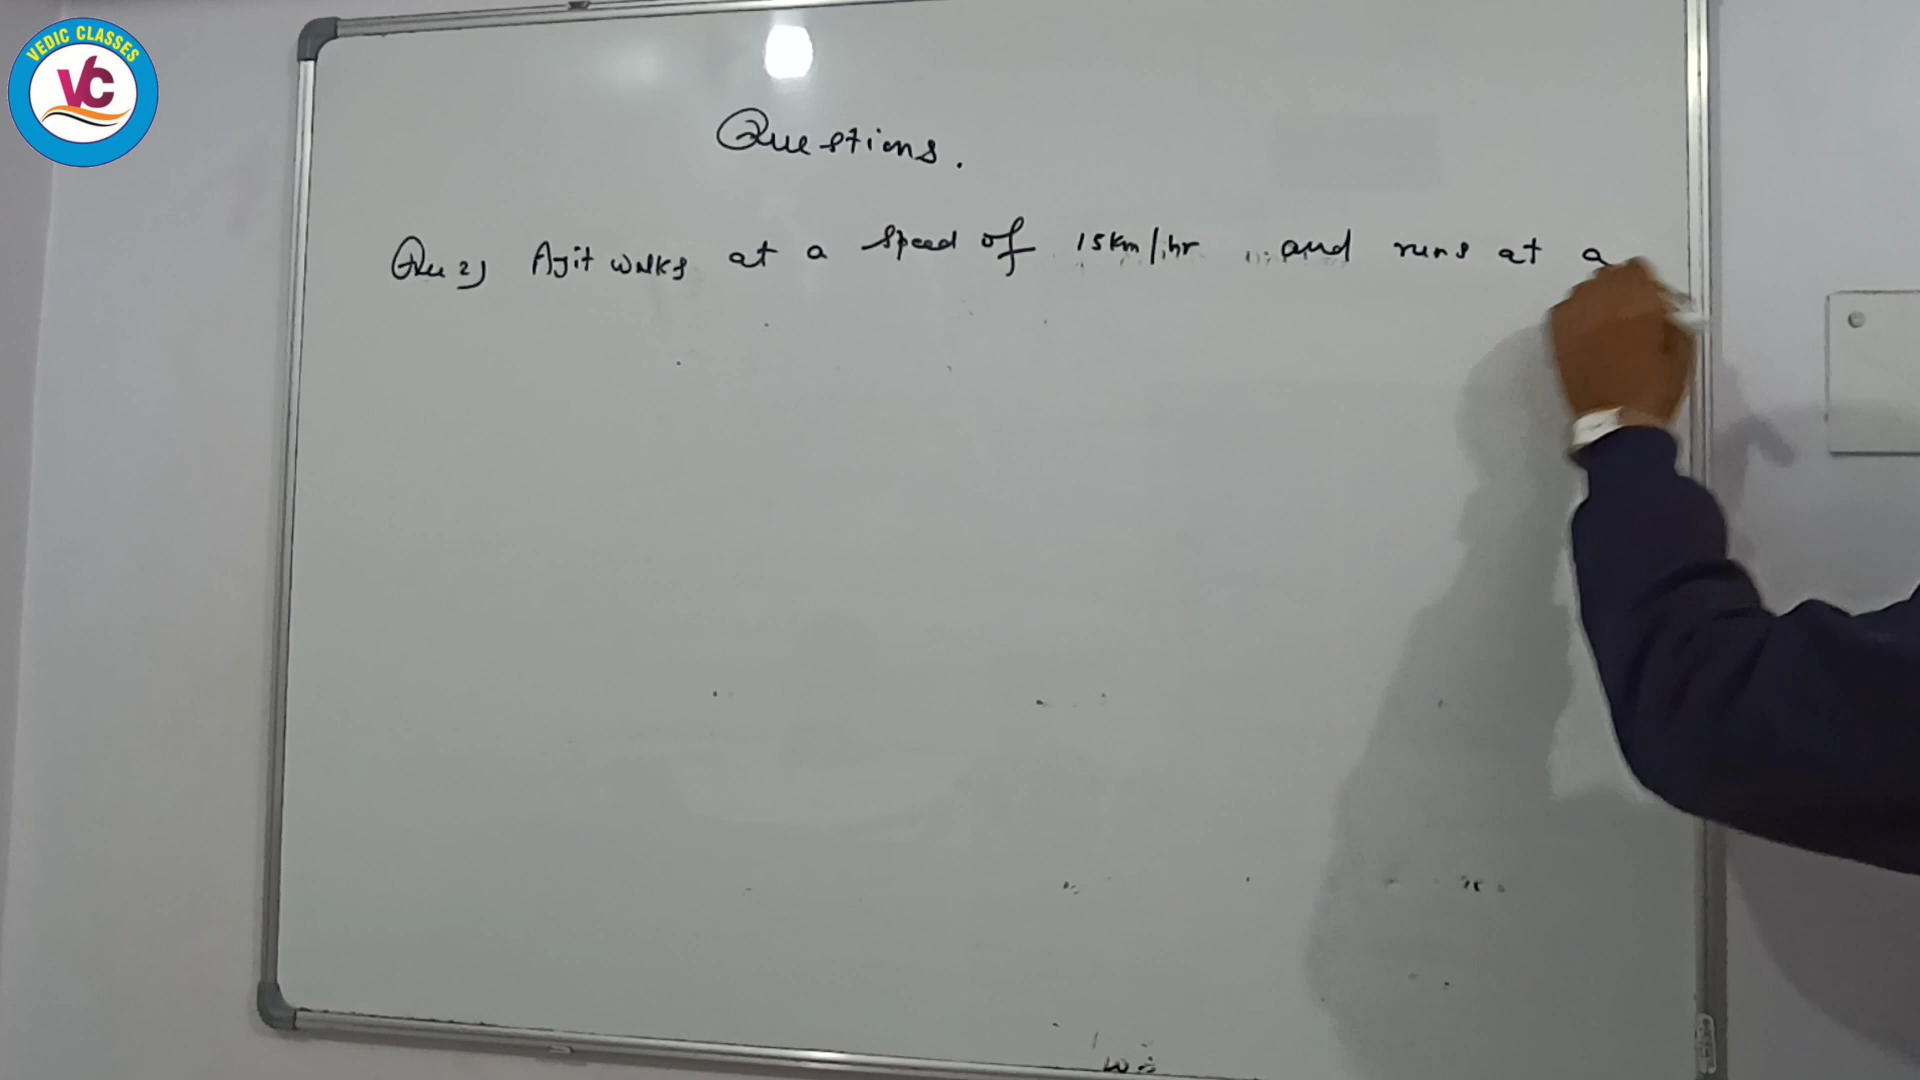 VEDIC CLASSES
VC
Questions.
Que 2) Ajit walks at a speed of 15km/hr and runs at a